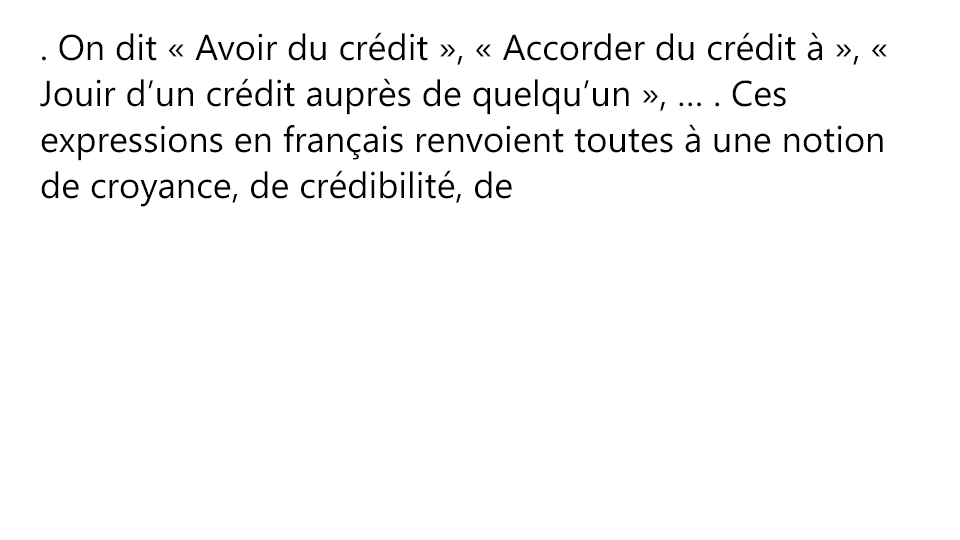 . On dit « Avoir du crédit », « Accorder du crédit à », «
Jouir d’un crédit auprès de quelqu’un », … . Ces
expressions en français renvoient toutes à une notion
de croyance, de crédibilité, de